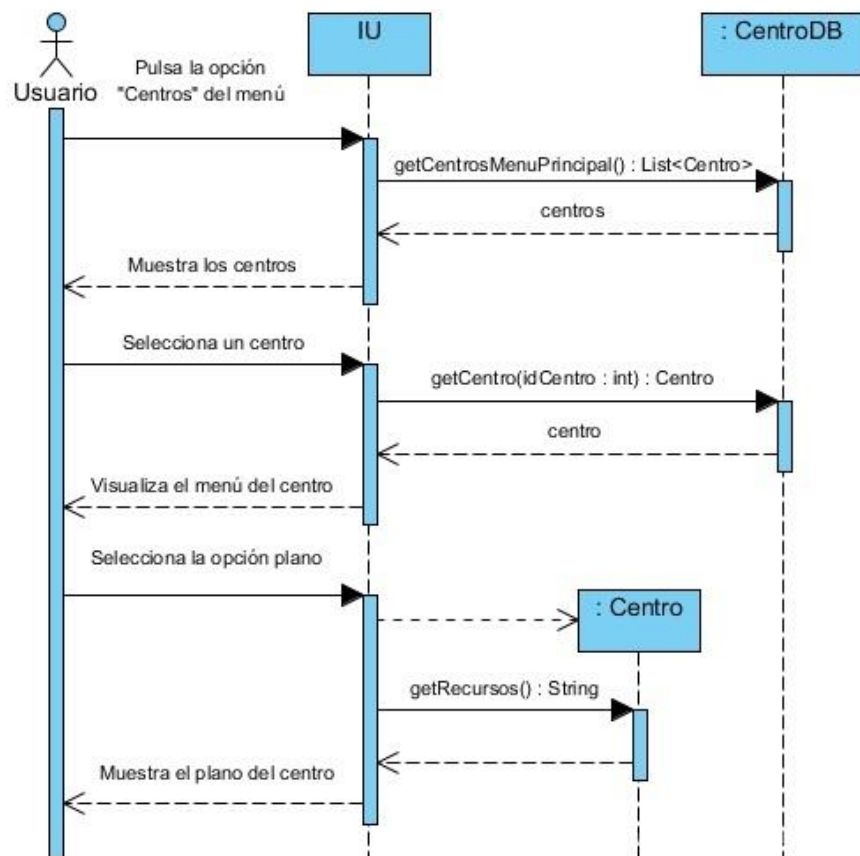 IU
: CentroDB
Usuario
Pulsa la opción
"Centros" del menú
getCentrosMenuPrincipal() : List<Centro>
centros
Muestra los centros
Selecciona un centro
getCentro(idCentro : int) : Centro
centro
Visualiza el menú del centro
Selecciona la opción plano
: Centro
getRecursos() : String
Muestra el plano del centro